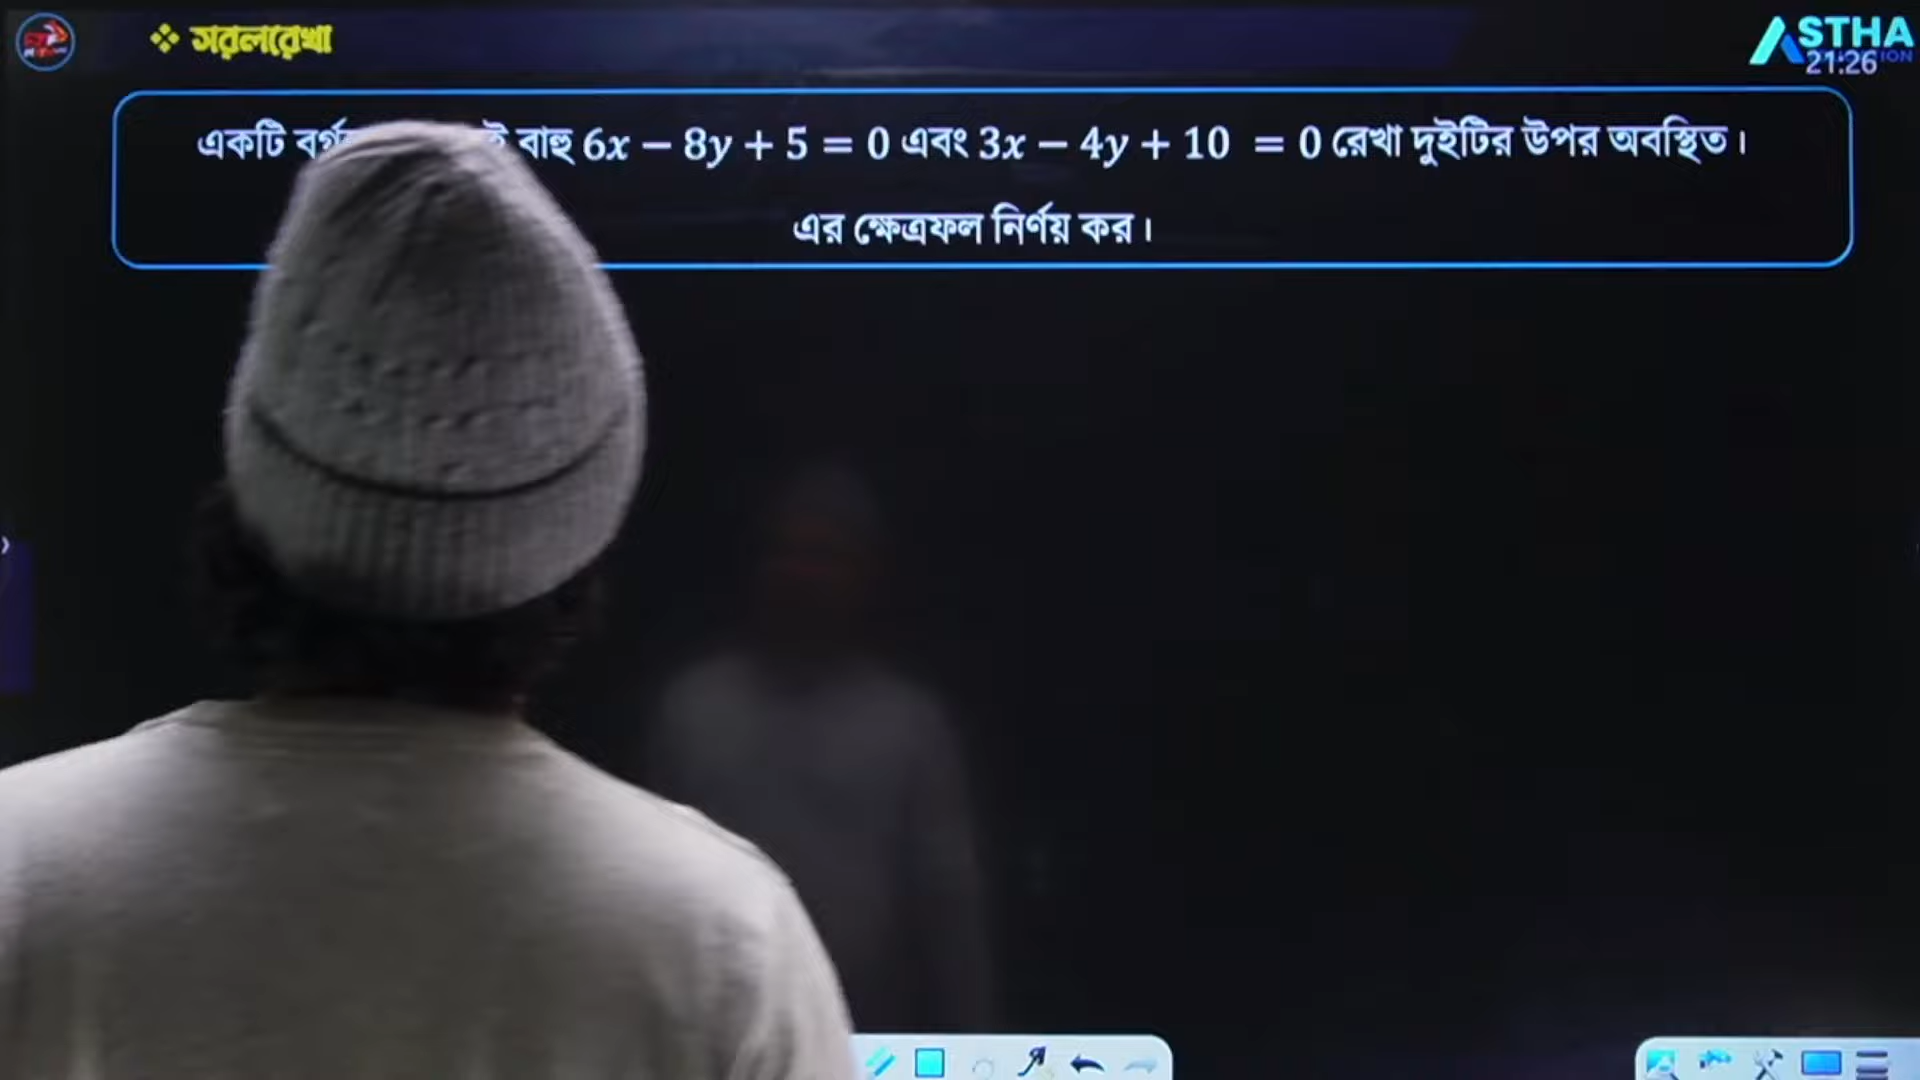 সরলরেখা
ASTHA
21:26
একটি বাহু 6x − 8y + 5 = 0 এবং 3x − 4y + 10 = 0 রেখা দুইটির উপর অবস্থিত।
এর ক্ষেত্রফল নির্ণয় কর।